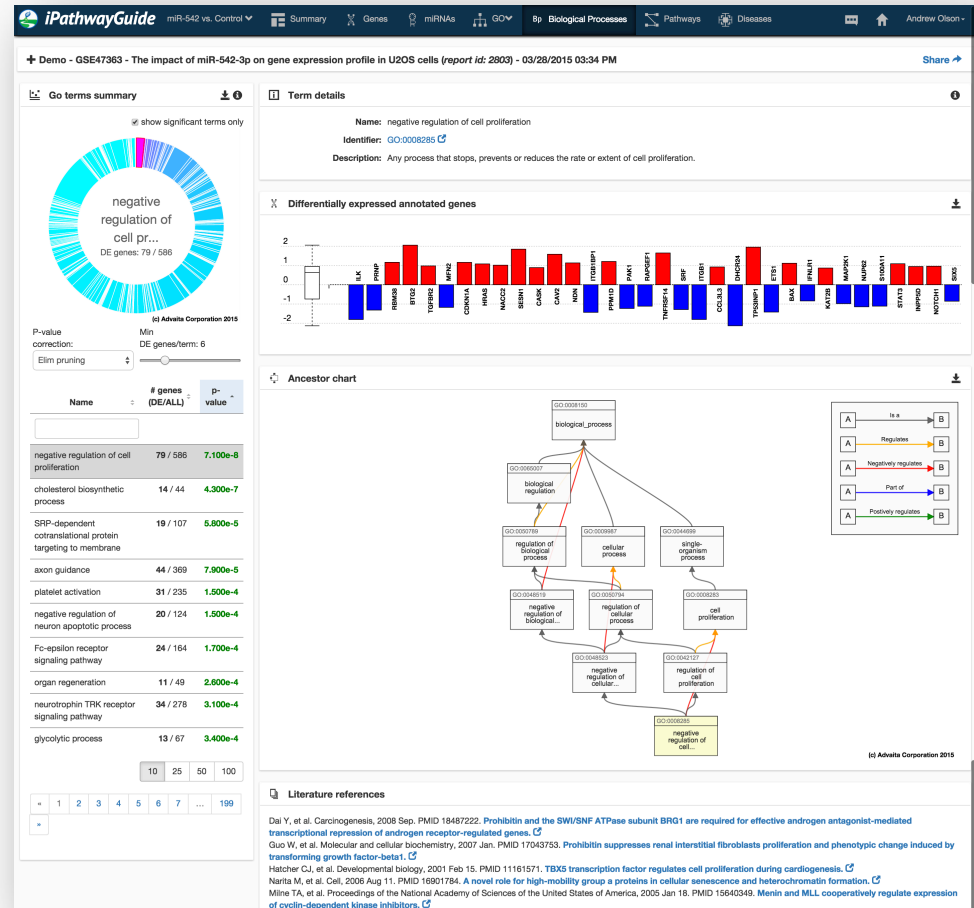 iPathwayGuide
miR-542 vs. Control
Summary
Genes
miRNAs
GO
Bp Biological Processes
Pathways
Diseases
Andrew Olson
Demo - GSE47363 - The impact of miR-542-3p on gene expression profile in U2OS cells (report id: 2803) - 03/28/2015 03:34 PM
Share
Go terms summary
show significant terms only
negative
regulation of
cell pr...
DE genes: 79 / 586
(c) Advaita Corporation 2015
P-value
correction:
Elim pruning
Min
DE genes/term: 6
Name
# genes
(DE/ALL)
p-
value
negative regulation of cell
proliferation
79 / 586
7.100e-8
cholesterol biosynthetic
process
14 / 44
4.300e-7
SRP-dependent
cotranslational protein
targeting to membrane
19 / 107
5.800e-5
axon guidance
44 / 369
7.900e-5
platelet activation
31 / 235
1.500e-4
negative regulation of
neuron apoptotic process
20 / 124
1.500e-4
Fc-epsilon receptor
signaling pathway
24 / 164
1.700e-4
organ regeneration
11 / 49
2.600e-4
neurotrophin TRK receptor
signaling pathway
34 / 278
3.100e-4
glycolytic process
13 / 67
3.400e-4
10 25 50 100
« 1 2 3 4 5 6 7 ... 199
»
Term details
Name: negative regulation of cell proliferation
Identifier: GO:0008285
Description: Any process that stops, prevents or reduces the rate or extent of cell proliferation.
Differentially expressed annotated genes
2
1
0
-1
-2
ILK
PRNP
RBM38
BTG2
TGFBR2
MFN2
CDKN1A
HRAS
NACC2
SESN1
CASK
CAV2
NDN
ITGB1BP1
PPM1D
PAK1
RAPGEF1
TNFRSF14
SRF
ITGB1
CCL3L3
DHCR24
TP53INP1
ETS1
BAX
IFNLR1
KAT2B
MAP2K1
NUP62
S100A11
STAT3
INPP5D
NOTCH1
SIX5
Ancestor chart
GO:0008150
biological_process
GO:0065007
biological
regulation
GO:0050789
regulation of
biological
process
GO:0009987
cellular
process
GO:0044699
single-
organism
process
GO:0048519
negative
regulation of
biological...
GO:0050794
regulation of
cellular
process
GO:0008283
cell
proliferation
GO:0048523
negative
regulation of
cellular...
GO:0042127
regulation of
cell
proliferation
GO:0008285
negative
regulation of
cell...
A Is a B
A Regulates B
A Negatively regulates B
A Part of B
A Postively regulates B
(c) Advaita Corporation 2015
Literature references
Dai Y, et al. Carcinogenesis, 2008 Sep. PMID 18487222. Prohibitin and the SWI/SNF ATPase subunit BRG1 are required for effective androgen antagonist-mediated
transcriptional repression of androgen receptor-regulated genes.
Guo W, et al. Molecular and cellular biochemistry, 2007 Jan. PMID 17043753. Prohibitin suppresses renal interstitial fibroblasts proliferation and phenotypic change induced by
transforming growth factor-beta1.
Hatcher CJ, et al. Developmental biology, 2001 Feb 15. PMID 11161571. TBX5 transcription factor regulates cell proliferation during cardiogenesis.
Narita M, et al. Cell, 2006 Aug 11. PMID 16901784. A novel role for high-mobility group a proteins in cellular senescence and heterochromatin formation.
Milne TA, et al. Proceedings of the National Academy of Sciences of the United States of America, 2005 Jan 18. PMID 15640349. Menin and MLL cooperatively regulate expression
of cyclin-dependent kinase inhibitors.